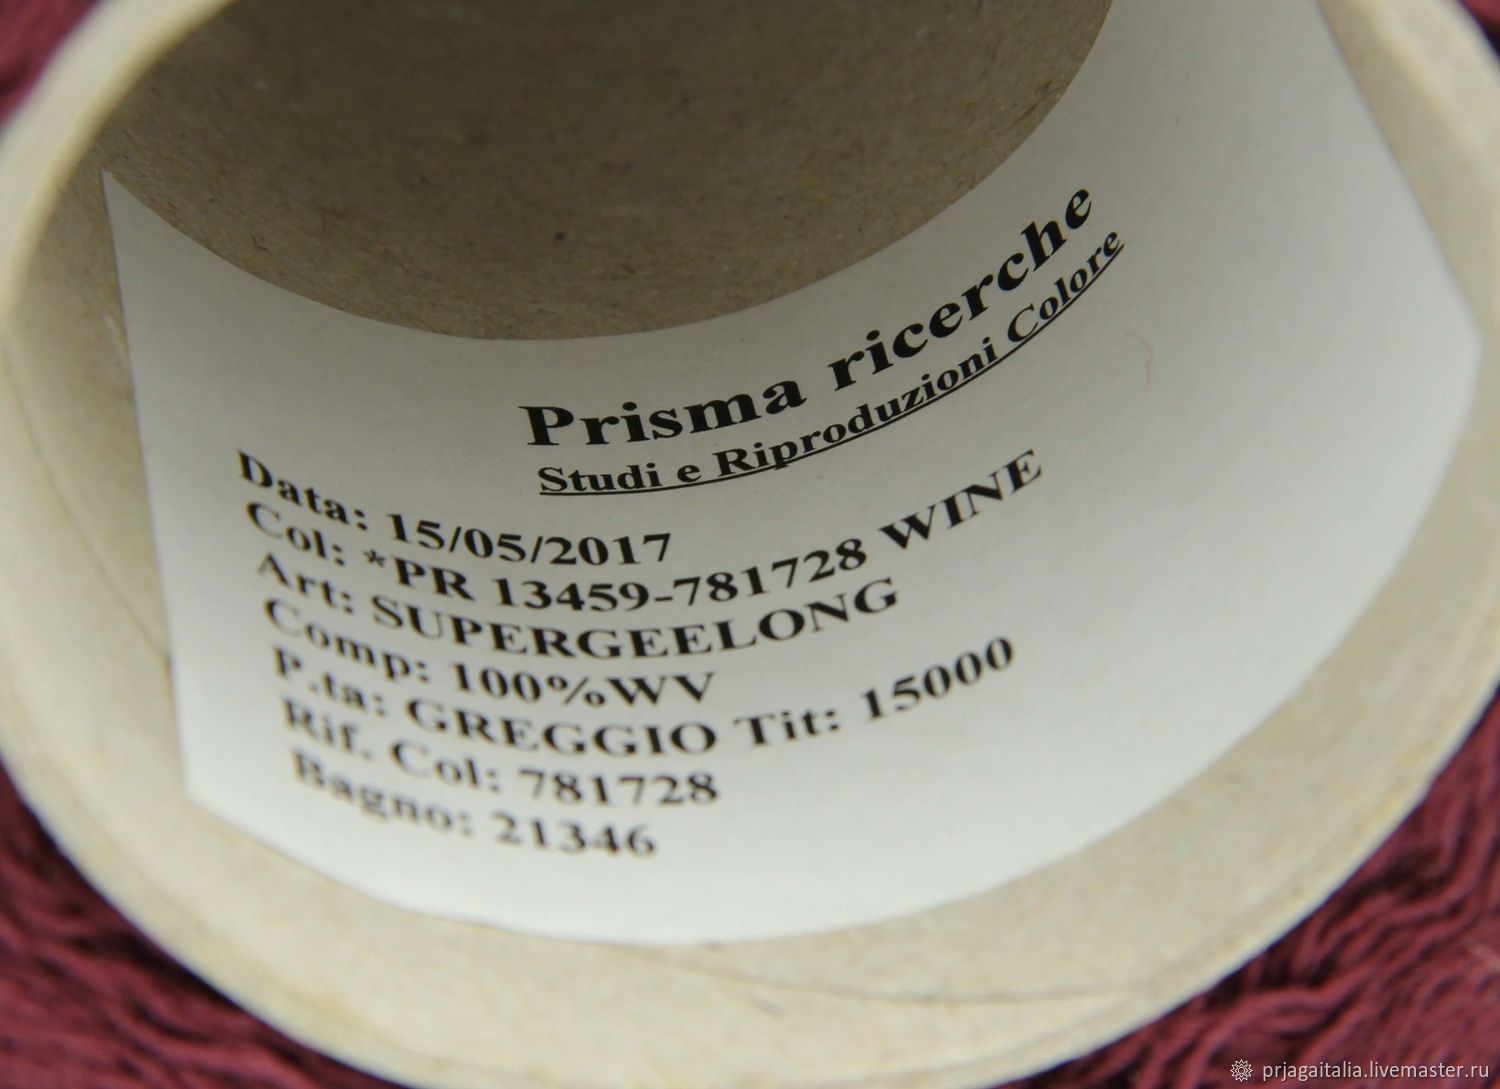 Prisma ricerche
Studi e Riproduzioni Colore
Data: 15/05/2017
Col: *PR 13459-781728 WINE
Art: SUPERGEELONG
Comp: 100%WV
P.ta: GREGGIO Tit: 15000
Rif. Col: 781728
Bagno: 21346
prjagaitalia.livemaster.ru